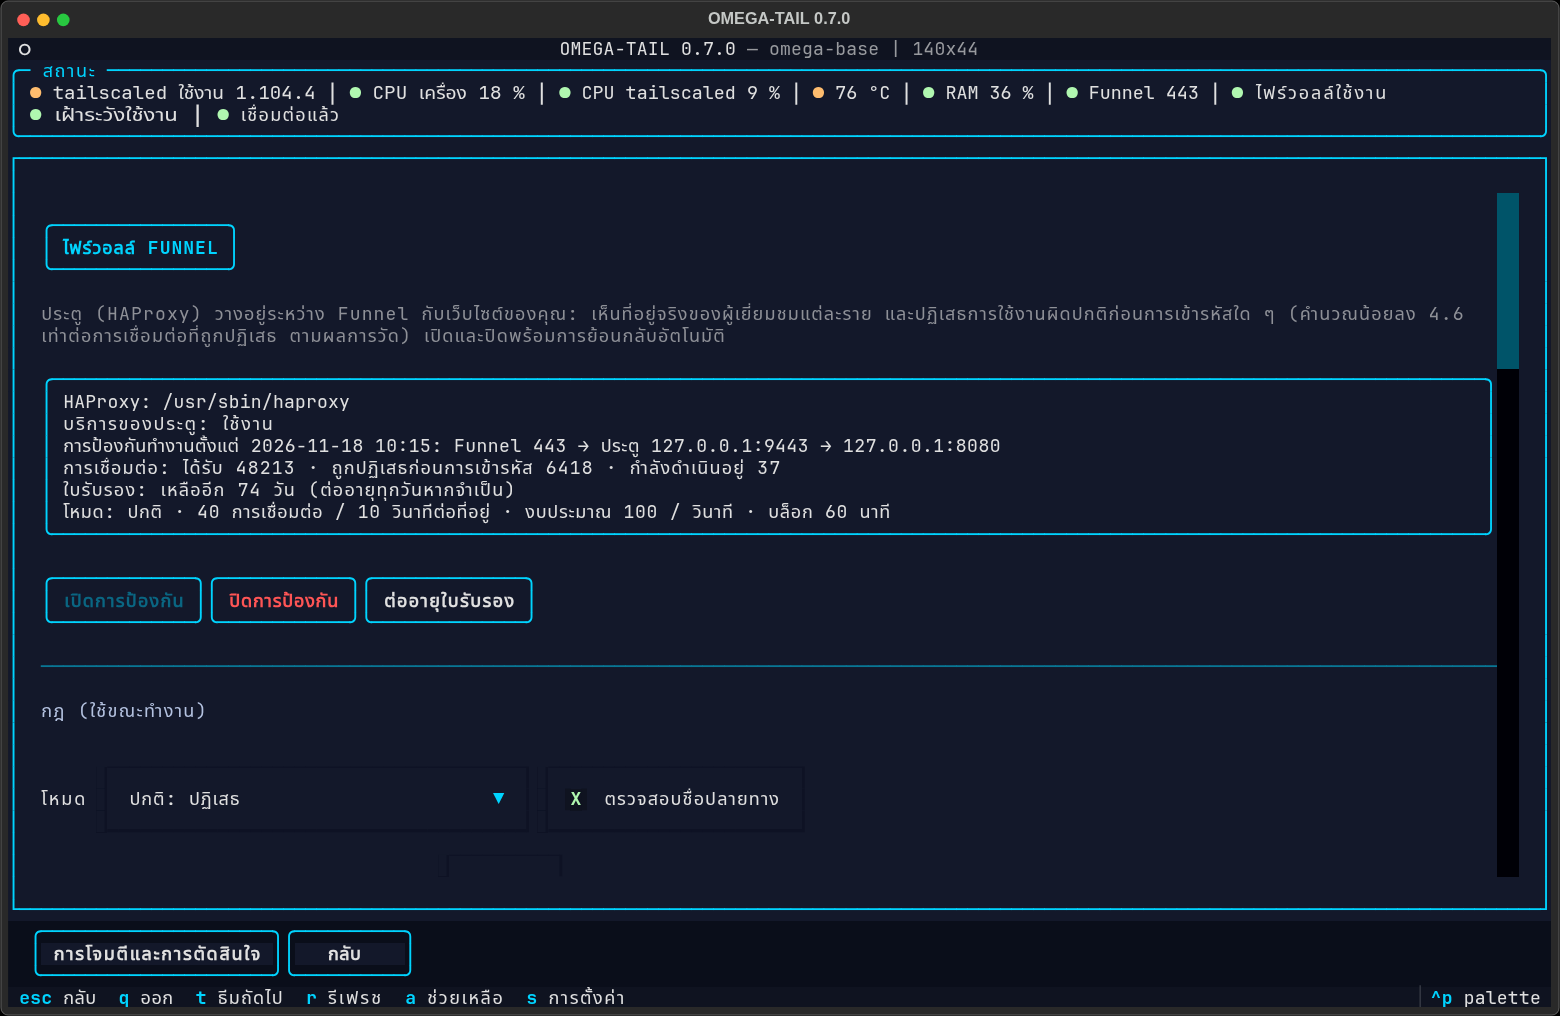 OMEGA-TAIL 0.7.0
OMEGA-TAIL 0.7.0 — omega-base | 140x44
สถานะ
tailscaled ใช้งาน 1.104.4 | CPU เครื่อง 18 % | CPU tailscaled 9 % | 76 °C | RAM 36 % | Funnel 443 | ไฟร์วอลล์ใช้งาน
เฝ้าระวังใช้งาน | เชื่อมต่อแล้ว
ไฟร์วอลล์ FUNNEL
ประตู (HAProxy) วางอยู่ระหว่าง Funnel กับเว็บไซต์ของคุณ: เห็นที่อยู่จริงของผู้เยี่ยมชมแต่ละราย และปฏิเสธการใช้งานผิดปกติก่อนการเข้ารหัสใด ๆ (คำนวณน้อยลง 4.6
เท่าต่อการเชื่อมต่อที่ถูกปฏิเสธ ตามผลการวัด) เปิดและปิดพร้อมการย้อนกลับอัตโนมัติ
HAProxy: /usr/sbin/haproxy
บริการของประตู: ใช้งาน
การป้องกันทำงานตั้งแต่ 2026-11-18 10:15: Funnel 443 → ประตู 127.0.0.1:9443 → 127.0.0.1:8080
การเชื่อมต่อ: ได้รับ 48213 · ถูกปฏิเสธก่อนการเข้ารหัส 6418 · กำลังดำเนินอยู่ 37
ใบรับรอง: เหลืออีก 74 วัน (ต่ออายุทุกวันหากจำเป็น)
โหมด: ปกติ · 40 การเชื่อมต่อ / 10 วินาทีต่อที่อยู่ · งบประมาณ 100 / วินาที · บล็อก 60 นาที
เปิดการป้องกัน ปิดการป้องกัน ต่ออายุใบรับรอง
กฎ (ใช้ขณะทำงาน)
โหมด ปกติ: ปฏิเสธ ▼ X ตรวจสอบชื่อปลายทาง
การโจมตีและการตัดสินใจ กลับ
esc กลับ q ออก t ธีมถัดไป r รีเฟรช a ช่วยเหลือ s การตั้งค่า ^p palette